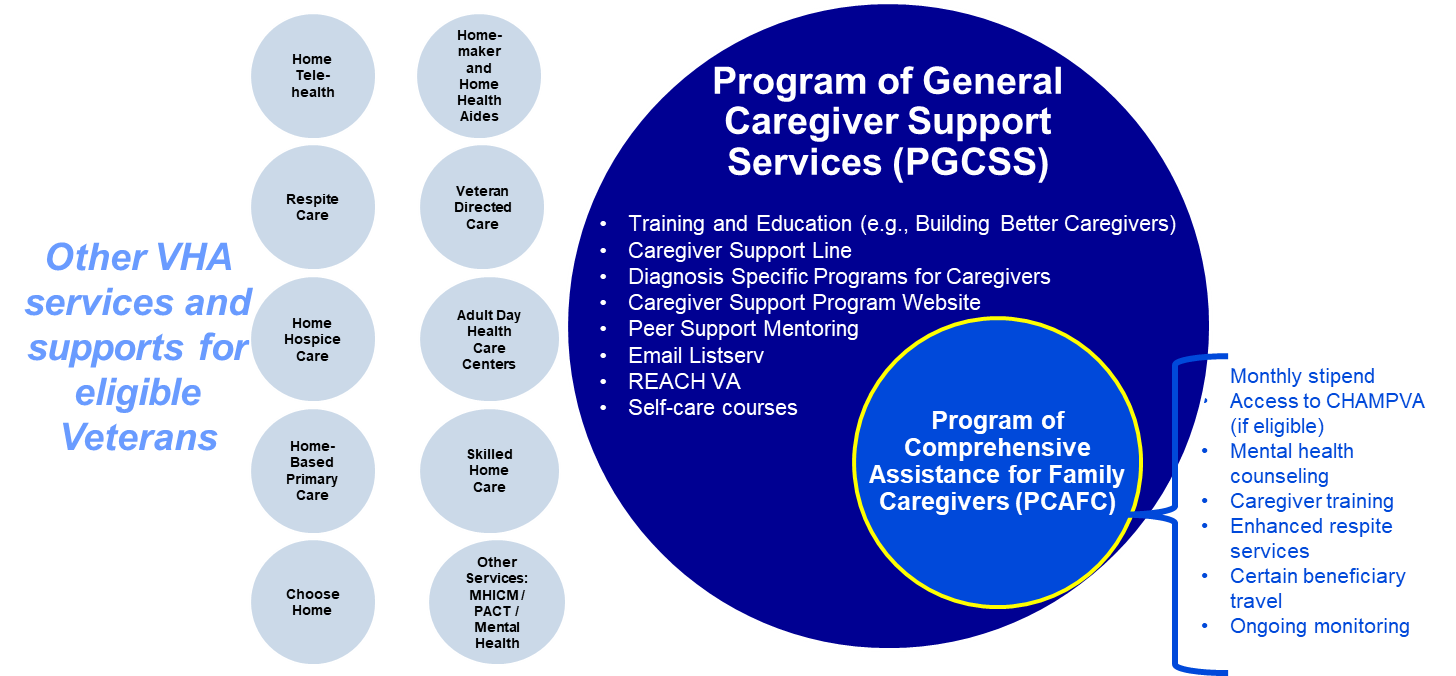 Other VHA
services and
supports for
eligible
Veterans
Home
Tele-
health
Home-
maker
and
Home
Health
Aides
Respite
Care
Veteran
Directed
Care
Home
Hospice
Care
Adult Day
Health
Care
Centers
Home-
Based
Primary
Care
Skilled
Home
Care
Choose
Home
Other
Services:
MHICM /
PACT /
Mental
Health
Program of General
Caregiver Support
Services (PGCSS)
• Training and Education (e.g., Building Better Caregivers)
• Caregiver Support Line
• Diagnosis Specific Programs for Caregivers
• Caregiver Support Program Website
• Peer Support Mentoring
• Email Listserv
• REACH VA
• Self-care courses
Program of
Comprehensive
Assistance for Family
Caregivers (PCAFC)
Monthly stipend
• Access to CHAMPVA
(if eligible)
• Mental health
counseling
• Caregiver training
• Enhanced respite
services
• Certain beneficiary
travel
• Ongoing monitoring